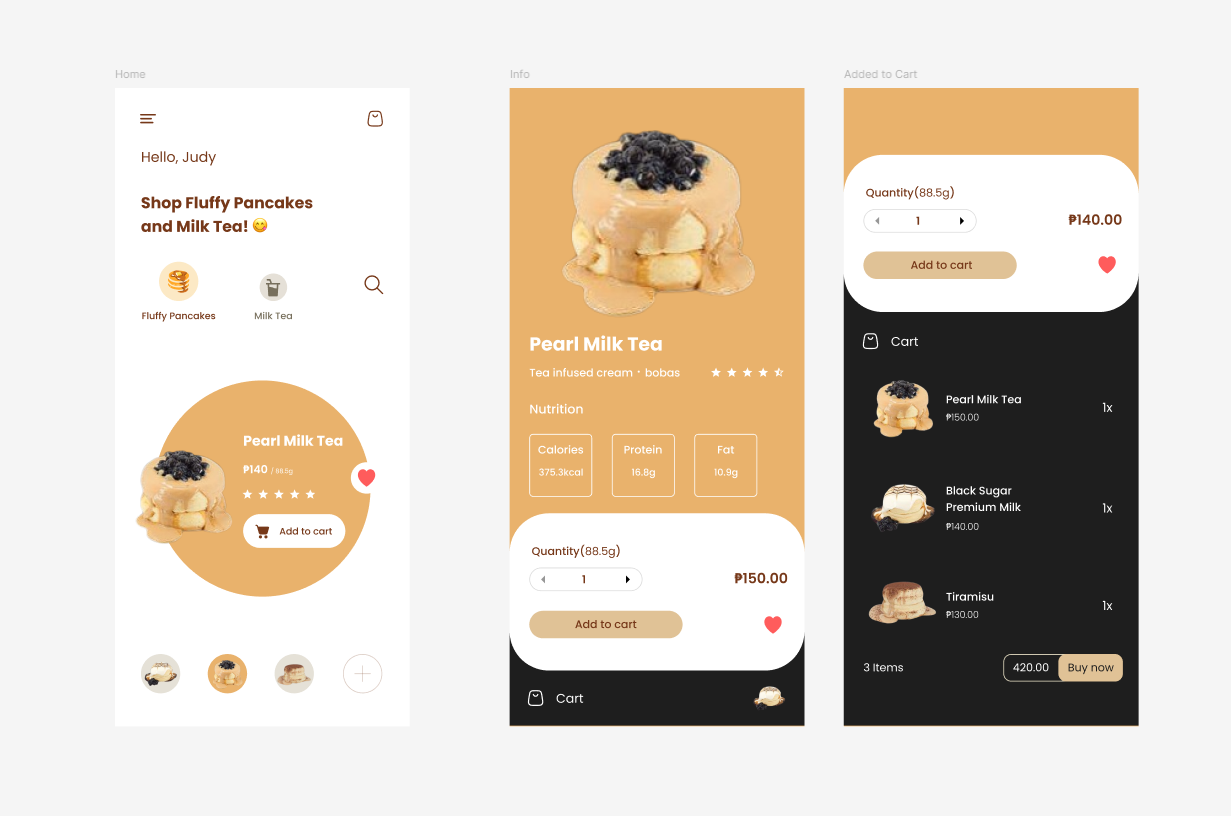 Home
Hello, Judy
Shop Fluffy Pancakes
and Milk Tea! 😋
Fluffy Pancakes
Milk Tea
Pearl Milk Tea
₱140 / 88.5g
Add to cart
Info
Pearl Milk Tea
Tea infused cream · bobas
Nutrition
Calories
375.3kcal
Protein
16.8g
Fat
10.9g
Quantity(88.5g)
1
₱150.00
Add to cart
Cart
Added to Cart
Quantity(88.5g)
1
₱140.00
Add to cart
Cart
Pearl Milk Tea
₱150.00
1x
Black Sugar
Premium Milk
₱140.00
1x
Tiramisu
₱130.00
1x
3 Items
420.00
Buy now